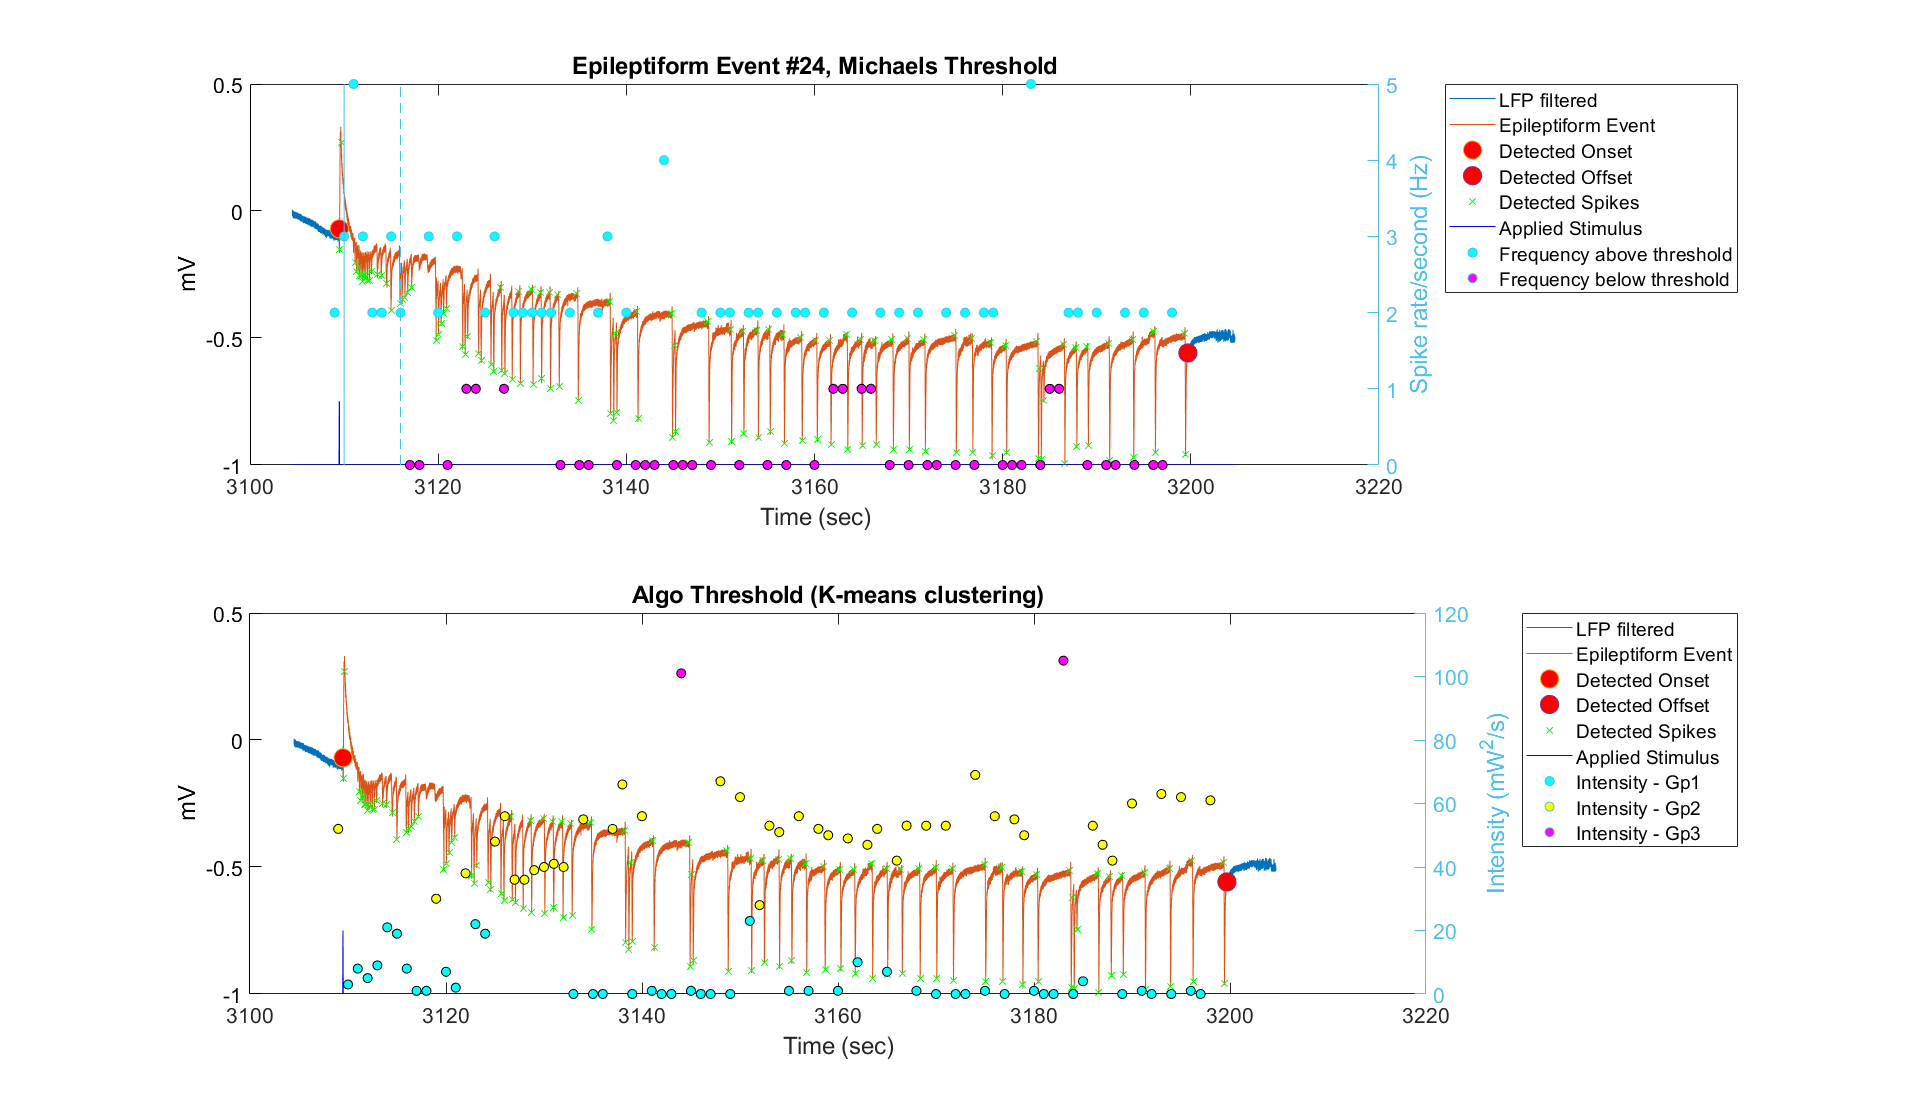 Epileptiform Event #24, Michaels Threshold
0.5
0
-0.5
-1
mV
3100
3120
3140
3160
3180
3200
3220
Time (sec)
5
4
3
2
1
0
Spike rate/second (Hz)
LFP filtered
Epileptiform Event
Detected Onset
Detected Offset
Detected Spikes
Applied Stimulus
Frequency above threshold
Frequency below threshold
Algo Threshold (K-means clustering)
0.5
0
-0.5
-1
mV
3100
3120
3140
3160
3180
3200
3220
Time (sec)
120
100
80
60
40
20
0
Intensity (mW²/s)
LFP filtered
Epileptiform Event
Detected Onset
Detected Offset
Detected Spikes
Applied Stimulus
Intensity - Gp1
Intensity - Gp2
Intensity - Gp3